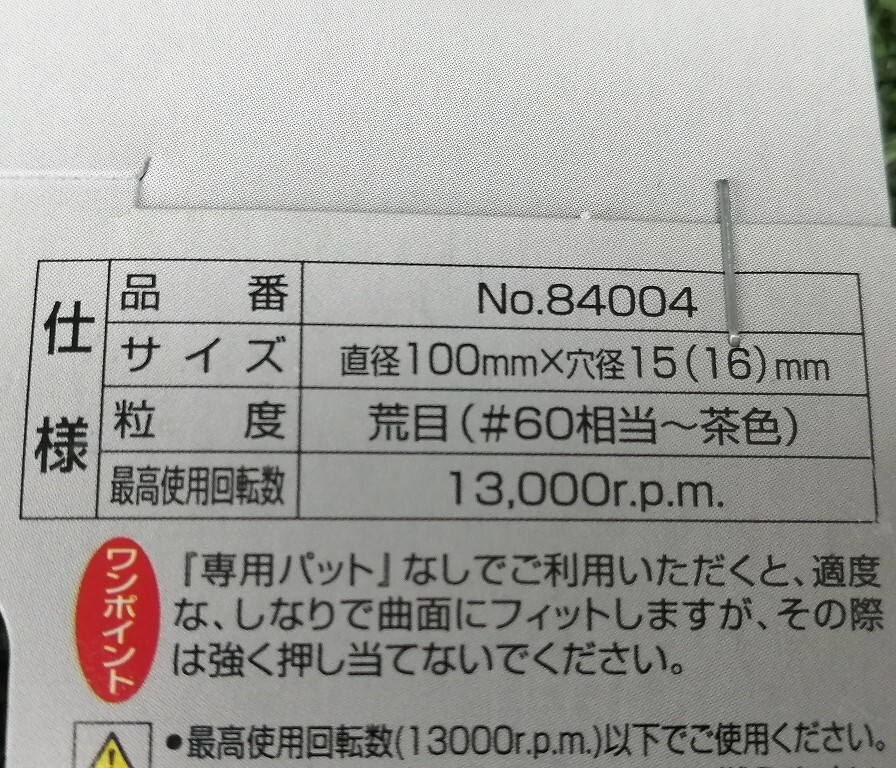 仕様
品番 No.84004
サイズ 直径100mm×穴径15(16)mm
粒度 荒目(#60相当～茶色)
最高使用回転数 13,000r.p.m.
ワンポイント
『専用パット』なしでご利用いただくと、適度
な、しなりで曲面にフィットしますが、その際
は強く押し当てないでください。
●最高使用回転数(13000r.p.m.)以下でご使用ください。